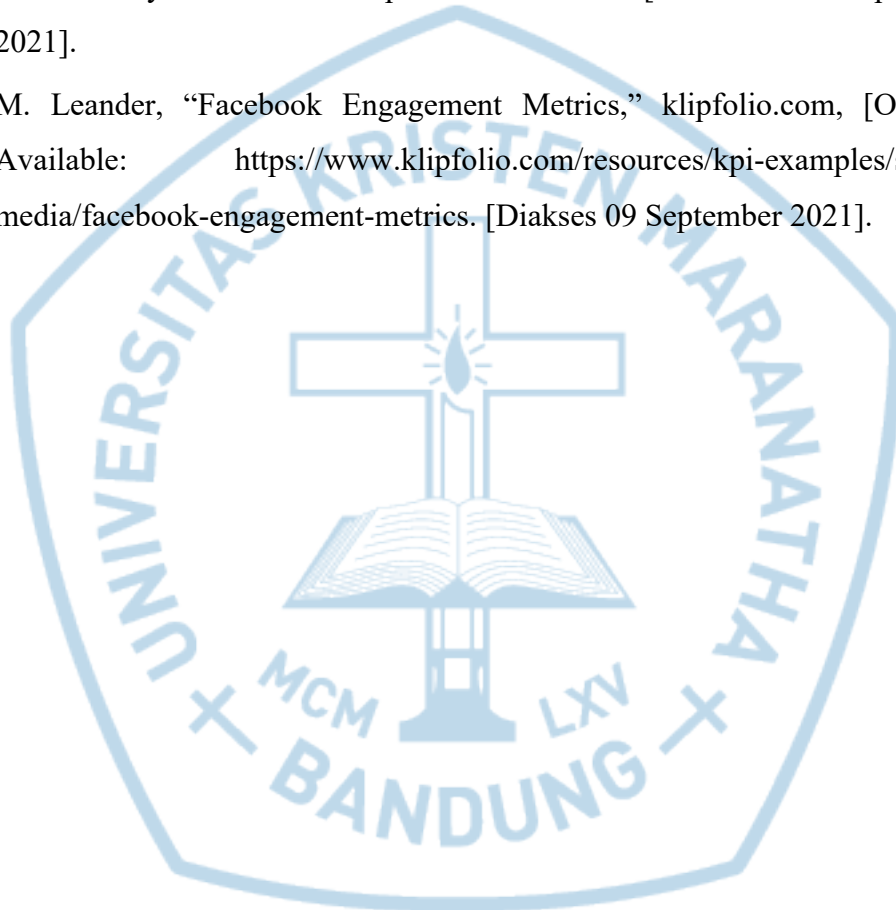 2021].
M. Leander, “Facebook Engagement Metrics,” klipfolio.com, [O
Available: https://www.klipfolio.com/resources/kpi-examples/
media/facebook-engagement-metrics. [Diakses 09 September 2021].
UNIVERSITAS KRISTEN MARANATHA
MCM LXV
BANDUNG